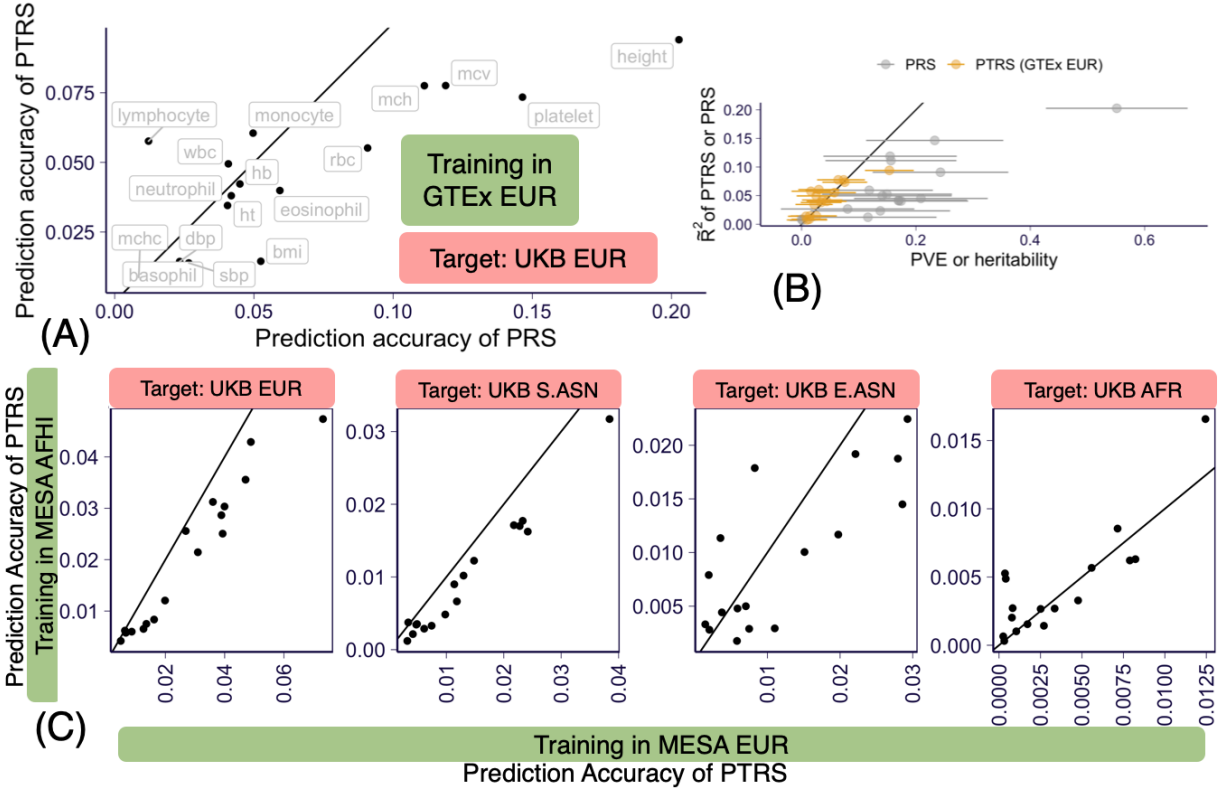 Prediction accuracy of PTRS
0.075
0.050
0.025
height
mcv
mch
platelet
lymphocyte
monocyte
wbc
rbc
hb
neutrophil
eosinophil
ht
mchc
dbp
bmi
basophil
sbp
Training in
GTEx EUR
Target: UKB EUR
0.00
0.05
0.10
0.15
0.20
Prediction accuracy of PRS
(A)
PRS
PTRS (GTEx EUR)
R̃² of PTRS or PRS
0.20
0.15
0.10
0.05
0.00
0.0
0.2
0.4
0.6
PVE or heritability
(B)
Prediction Accuracy of PTRS
Training in MESA AFHI
Target: UKB EUR
0.04
0.03
0.02
0.01
0.02
0.04
0.06
Target: UKB S.ASN
0.03
0.02
0.01
0.00
0.01
0.02
0.03
0.04
Target: UKB E.ASN
0.020
0.015
0.010
0.005
0.01
0.02
0.03
Target: UKB AFR
0.015
0.010
0.005
0.000
0.0000
0.0025
0.0050
0.0075
0.0100
0.0125
(C)
Training in MESA EUR
Prediction Accuracy of PTRS